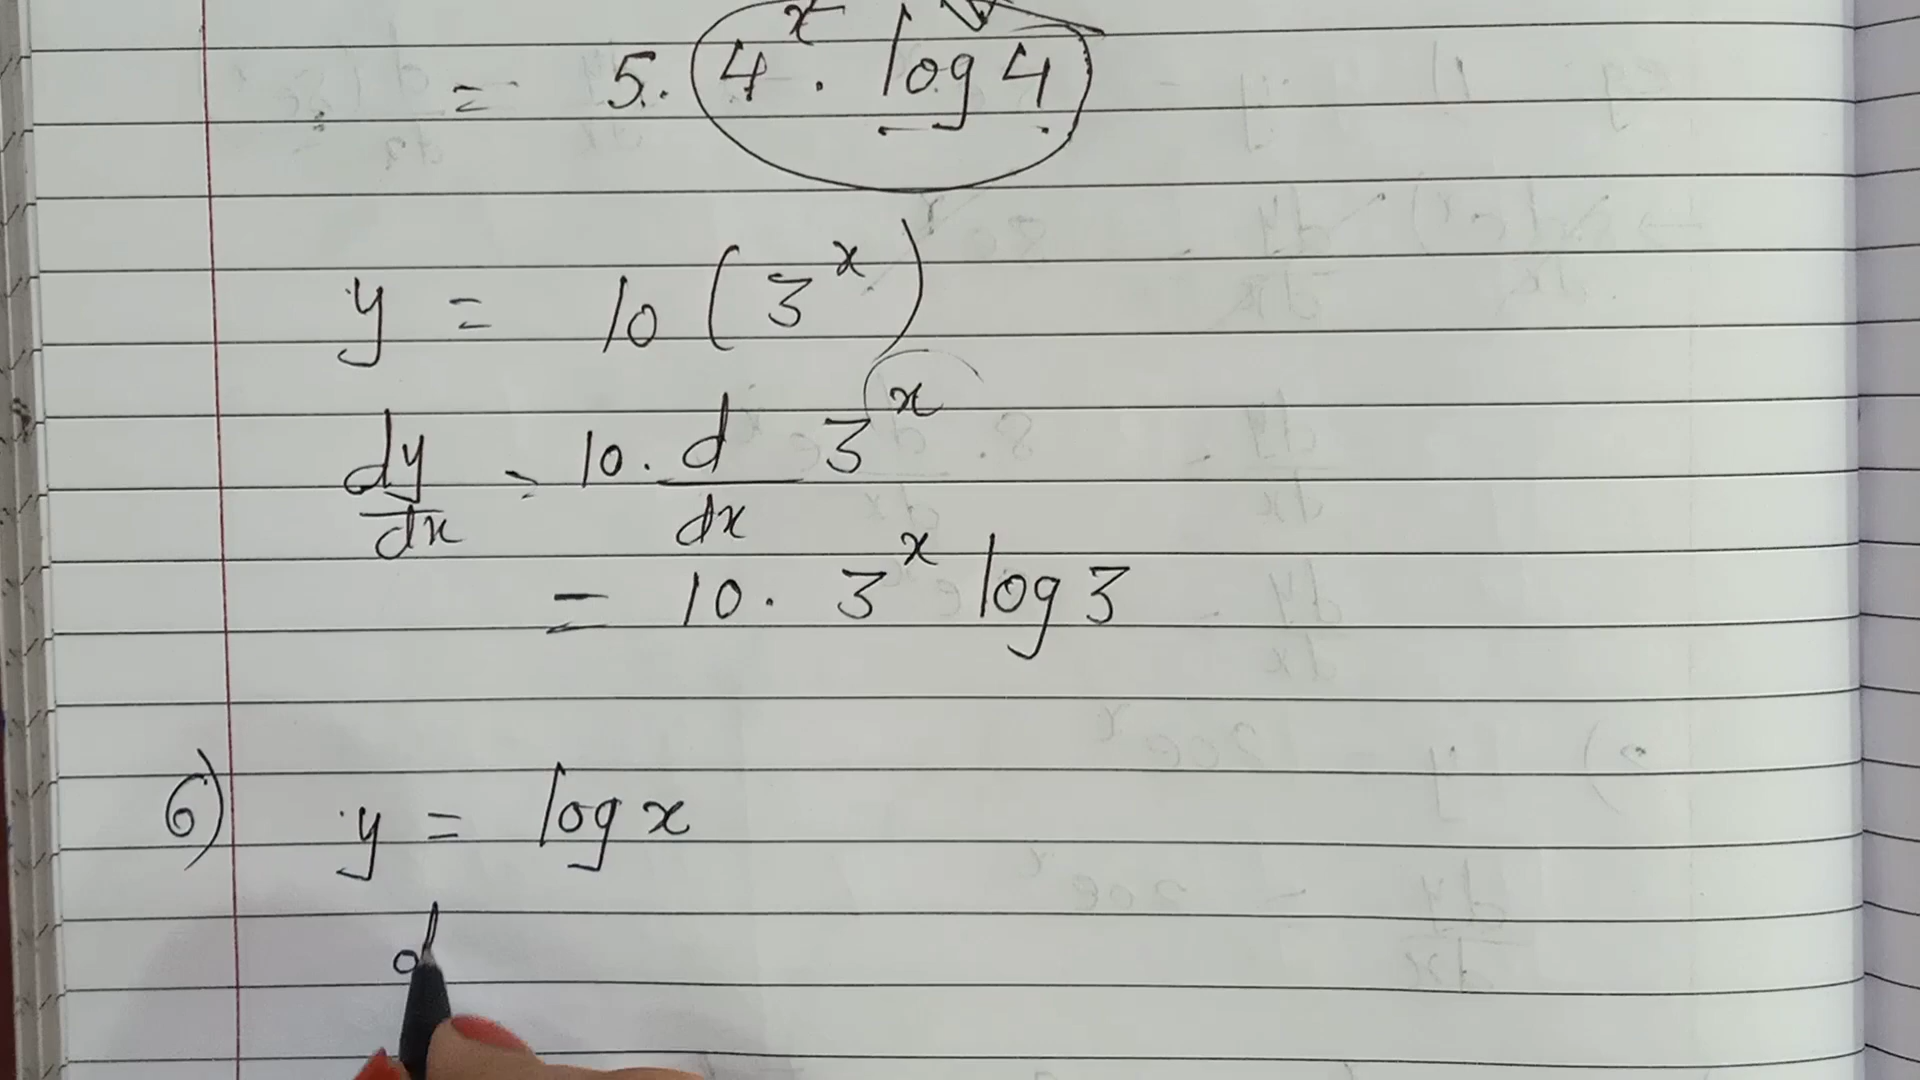 = 5. 4^x . log 4
y = 10 (3^x)
dy/dx = 10. d/dx 3^x
= 10. 3^x log 3
6) y = log x
d